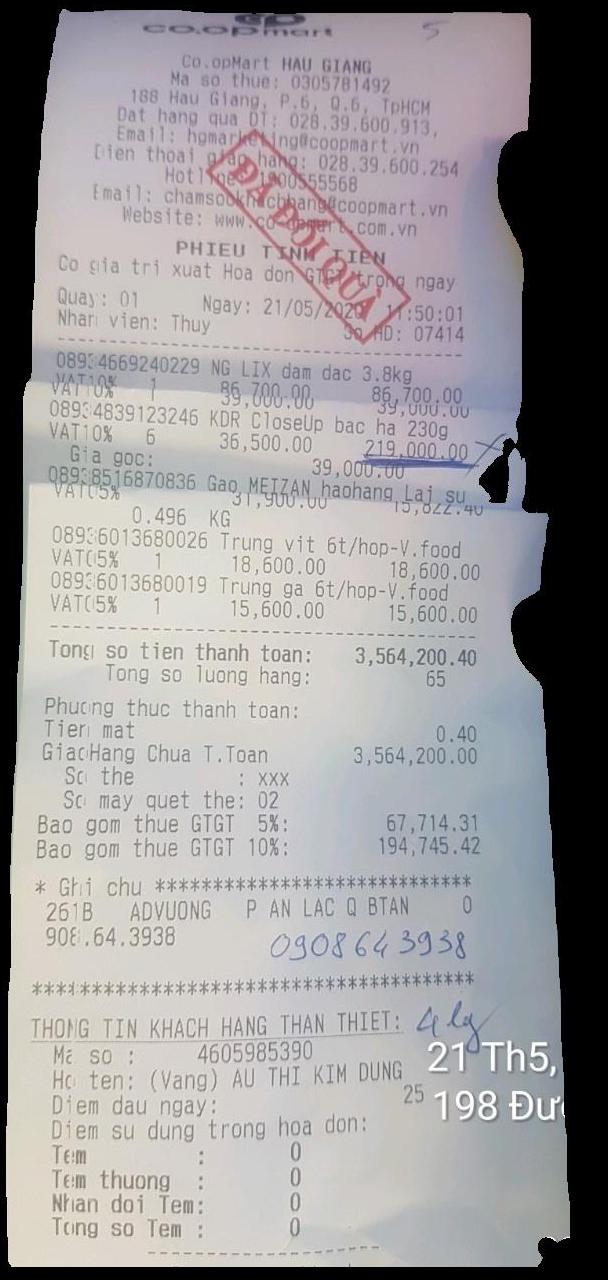 5
co.opmart
Co.opMart HAU GIANG
Ma so thue: 0305781492
188 Hau Giang, P.6, Q.6, TpHCM
Dat hang qua DT: 028.39.600.913,
Email: hgmarketing@coopmart.vn
Dien thoai giao hang: 028.39.600.254
Hotline: 1900555568
Email: chamsockhachhang@coopmart.vn
Website: www.co-opmart.com.vn
ĐÃ ĐỔI QUÀ
PHIEU TINH TIEN
Co gia tri xuat Hoa don GTGT trong ngay
Quay: 01 Ngay: 21/05/2020 11:50:01
Nhan vien: Thuy So HD: 07414
08934669240229 NG LIX dam dac 3.8kg
VAT10% 1 86,700.00 86,700.00
39,000.00 39,000.00
08934839123246 KDR CloseUp bac ha 230g
VAT10% 6 36,500.00 219,000.00
Gia goc: 39,000.00
08938516870836 Gao MEIZAN haohang Lai su
VAT05% 31,900.00 15,822.40
0.496 KG
08936013680026 Trung vit 6t/hop-V.food
VAT05% 1 18,600.00 18,600.00
08936013680019 Trung ga 6t/hop-V.food
VAT05% 1 15,600.00 15,600.00
Tong so tien thanh toan: 3,564,200.40
Tong so luong hang: 65
Phuong thuc thanh toan:
Tien mat 0.40
GiaoHang Chua T.Toan 3,564,200.00
So the : xxx
So may quet the: 02
Bao gom thue GTGT 5%: 67,714.31
Bao gom thue GTGT 10%: 194,745.42
* Ghi chu ******************************
261B ADVUONG P AN LAC Q BTAN 0
908.64.3938 0908643938
****************************************
THONG TIN KHACH HANG THAN THIET:
Ma so : 4605985390
21 Th5,
Ho ten: (Vang) AU THI KIM DUNG
Diem dau ngay: 25
198 Đư
Diem su dung trong hoa don:
Tem : 0
Tem thuong : 0
Nhan doi Tem: 0
Tong so Tem : 0